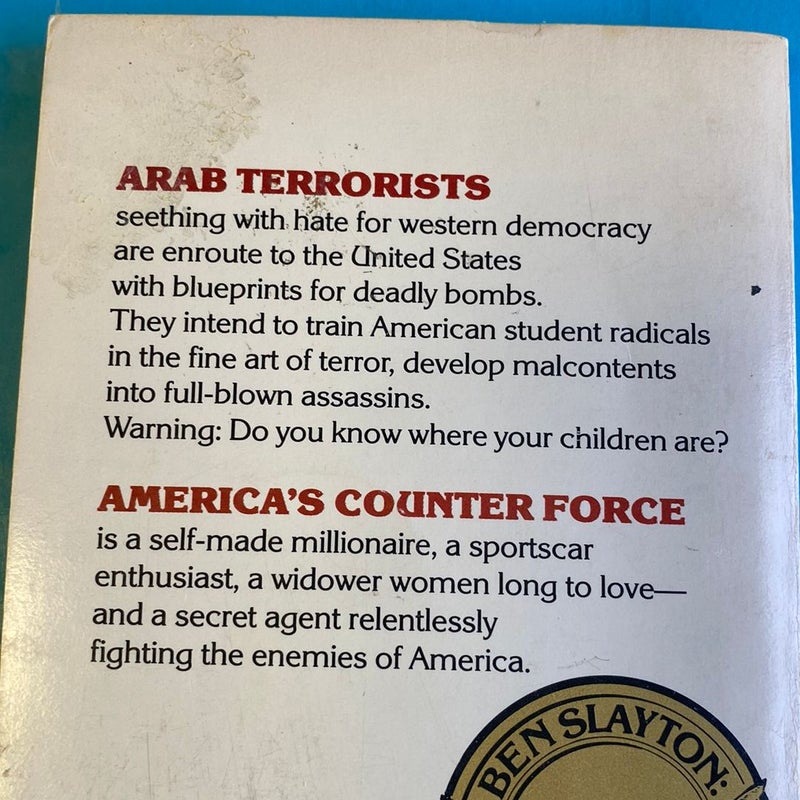 ARAB TERRORISTS
seething with hate for western democracy
are enroute to the United States
with blueprints for deadly bombs.
They intend to train American student radicals
in the fine art of terror, develop malcontents
into full-blown assassins.
Warning: Do you know where your children are?
AMERICA'S COUNTER FORCE
is a self-made millionaire, a sportscar
enthusiast, a widower women long to love—
and a secret agent relentlessly
fighting the enemies of America.
BEN SLAYTON: